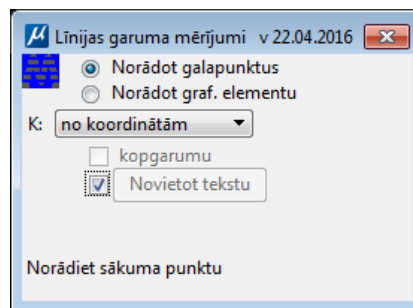 Līnijas garuma mērījumi v 22.04.2016
Norādot galapunktus
Norādot graf. elementu
K: no koordinātām
kopgarumu
Novietot tekstu
Norādiet sākuma punktu